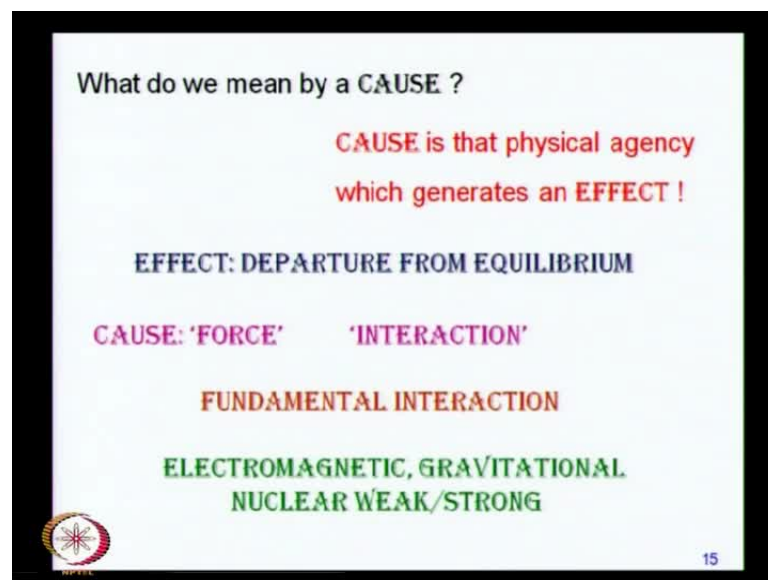 What do we mean by a CAUSE ?
CAUSE is that physical agency
which generates an EFFECT !
EFFECT: DEPARTURE FROM EQUILIBRIUM
CAUSE: ‘FORCE’ ‘INTERACTION’
FUNDAMENTAL INTERACTION
ELECTROMAGNETIC, GRAVITATIONAL
NUCLEAR WEAK/STRONG
NPTEL
15